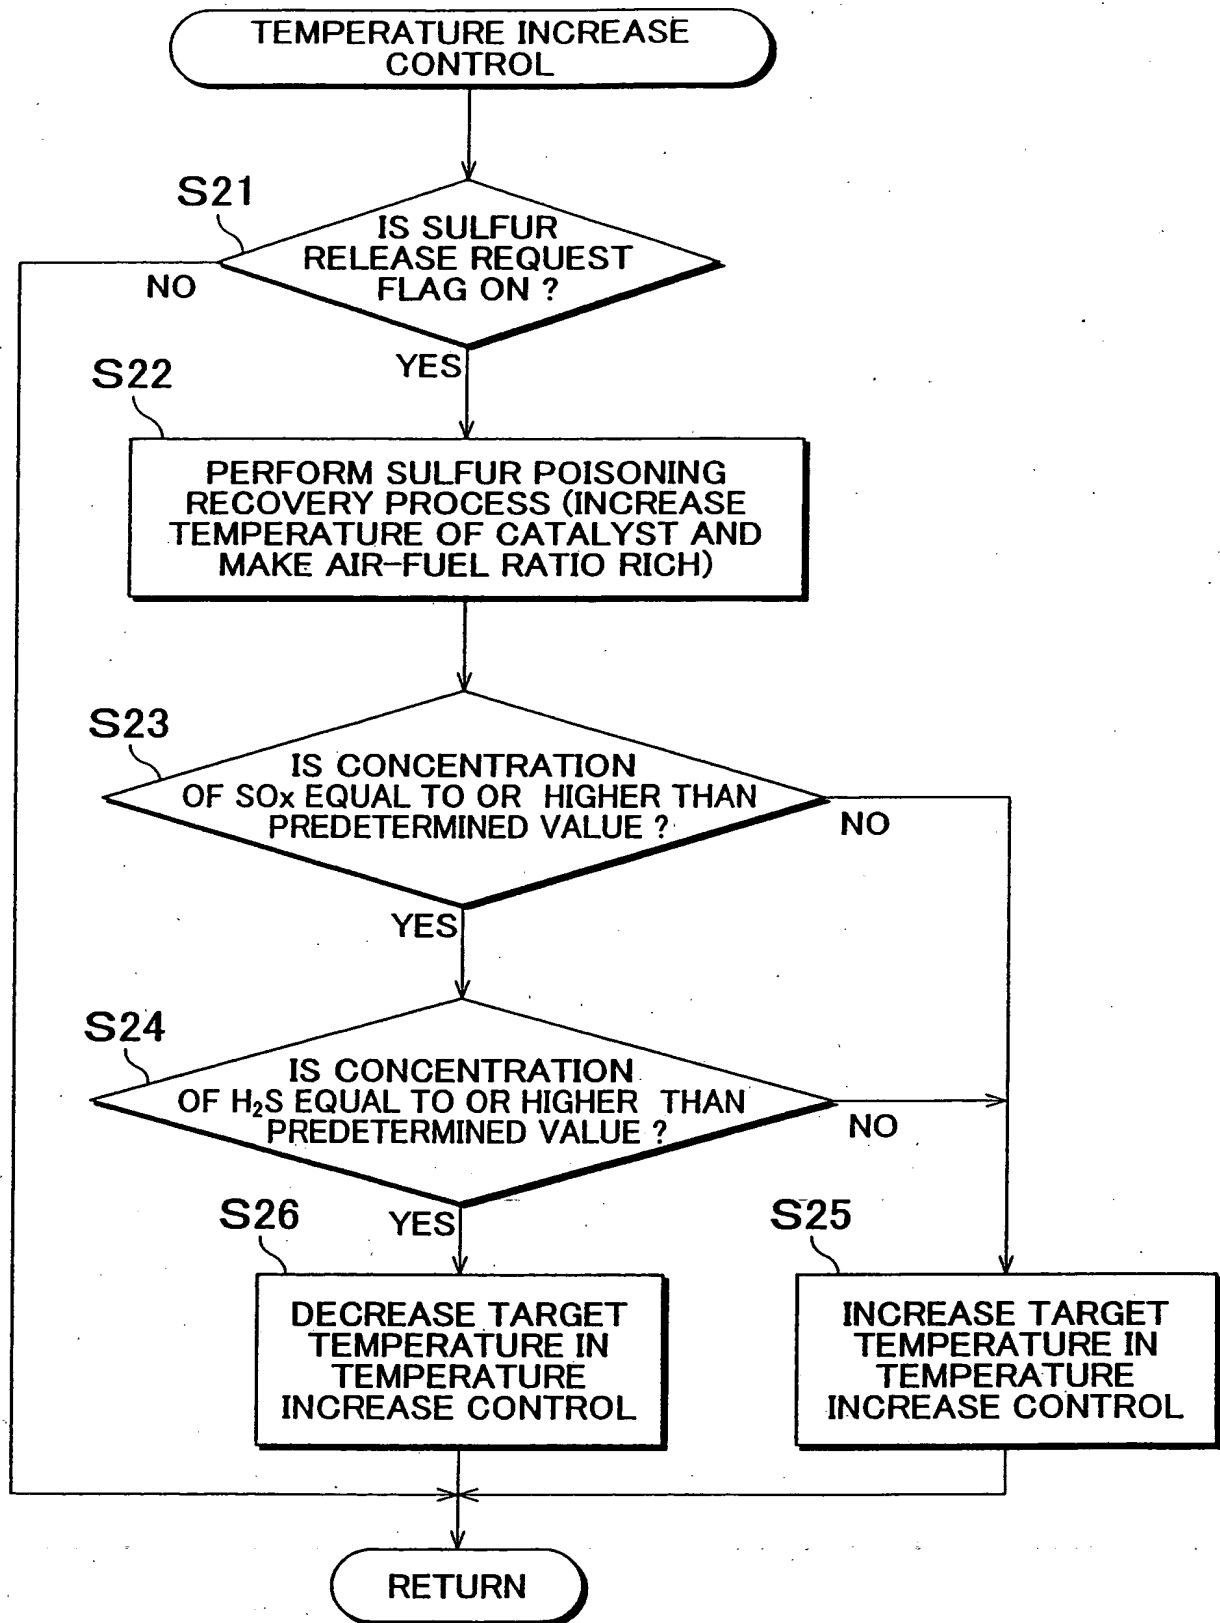 TEMPERATURE INCREASE
CONTROL
S21
IS SULFUR
RELEASE REQUEST
FLAG ON ?
NO
YES
S22
PERFORM SULFUR POISONING
RECOVERY PROCESS (INCREASE
TEMPERATURE OF CATALYST AND
MAKE AIR-FUEL RATIO RICH)
S23
IS CONCENTRATION
OF SOx EQUAL TO OR HIGHER THAN
PREDETERMINED VALUE ?
NO
YES
S24
IS CONCENTRATION
OF H₂S EQUAL TO OR HIGHER THAN
PREDETERMINED VALUE ?
NO
YES
S26
S25
DECREASE TARGET
TEMPERATURE IN
TEMPERATURE
INCREASE CONTROL
INCREASE TARGET
TEMPERATURE IN
TEMPERATURE
INCREASE CONTROL
RETURN